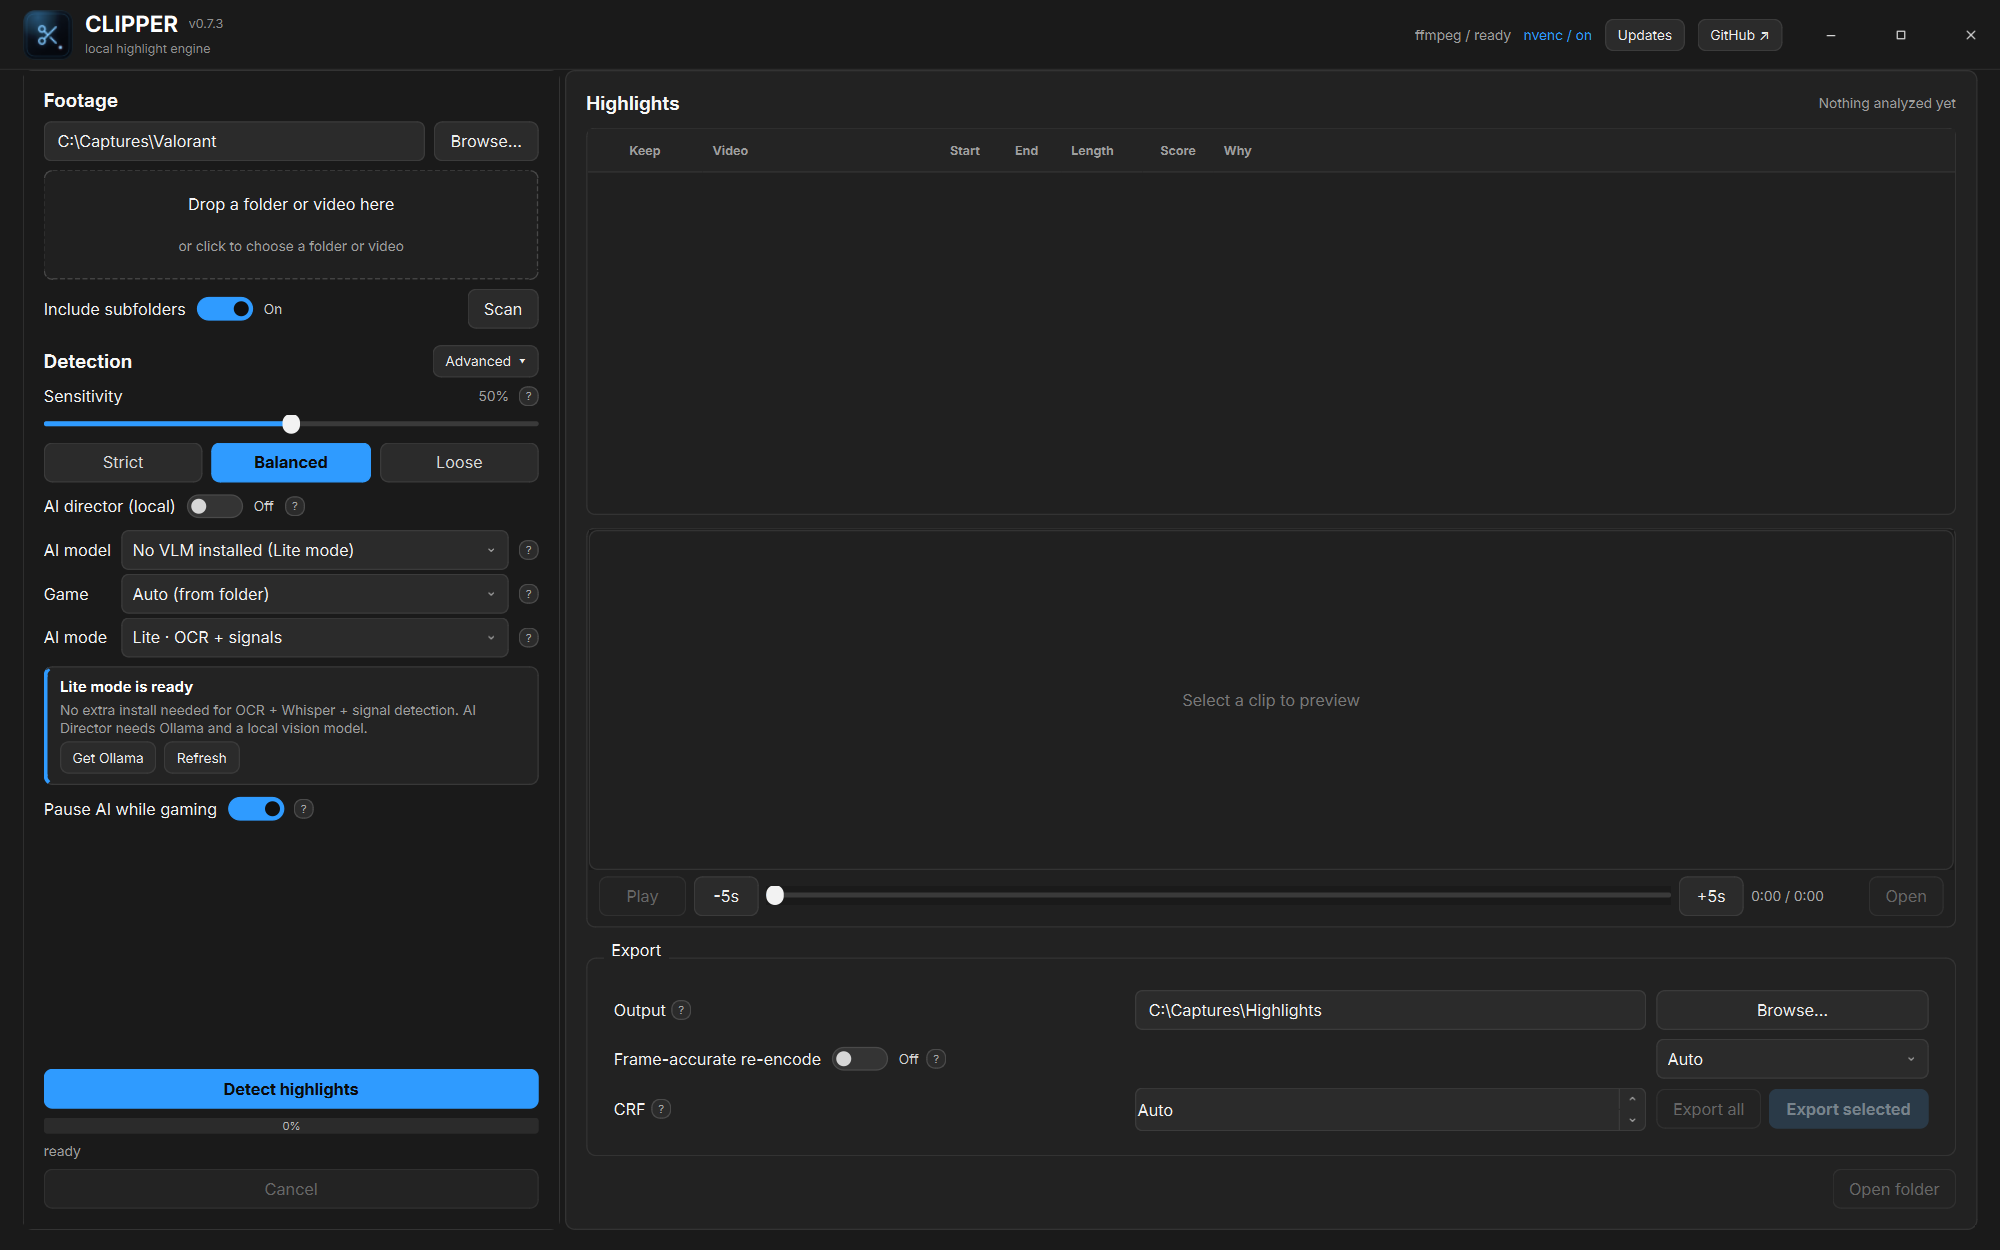 CLIPPER v0.7.3
local highlight engine
ffmpeg / ready nvenc / on Updates GitHub ↗
Footage
C:\Captures\Valorant Browse...
Drop a folder or video here
or click to choose a folder or video
Include subfolders On Scan
Detection Advanced ▾
Sensitivity 50% ?
Strict Balanced Loose
AI director (local) Off ?
AI model No VLM installed (Lite mode) ?
Game Auto (from folder) ?
AI mode Lite · OCR + signals ?
Lite mode is ready
No extra install needed for OCR + Whisper + signal detection. AI
Director needs Ollama and a local vision model.
Get Ollama Refresh
Pause AI while gaming ?
Detect highlights
0%
ready
Cancel
Highlights Nothing analyzed yet
Keep Video Start End Length Score Why
Select a clip to preview
Play -5s +5s 0:00 / 0:00 Open
Export
Output ? C:\Captures\Highlights Browse...
Frame-accurate re-encode Off ? Auto
CRF ? Auto Export all Export selected
Open folder